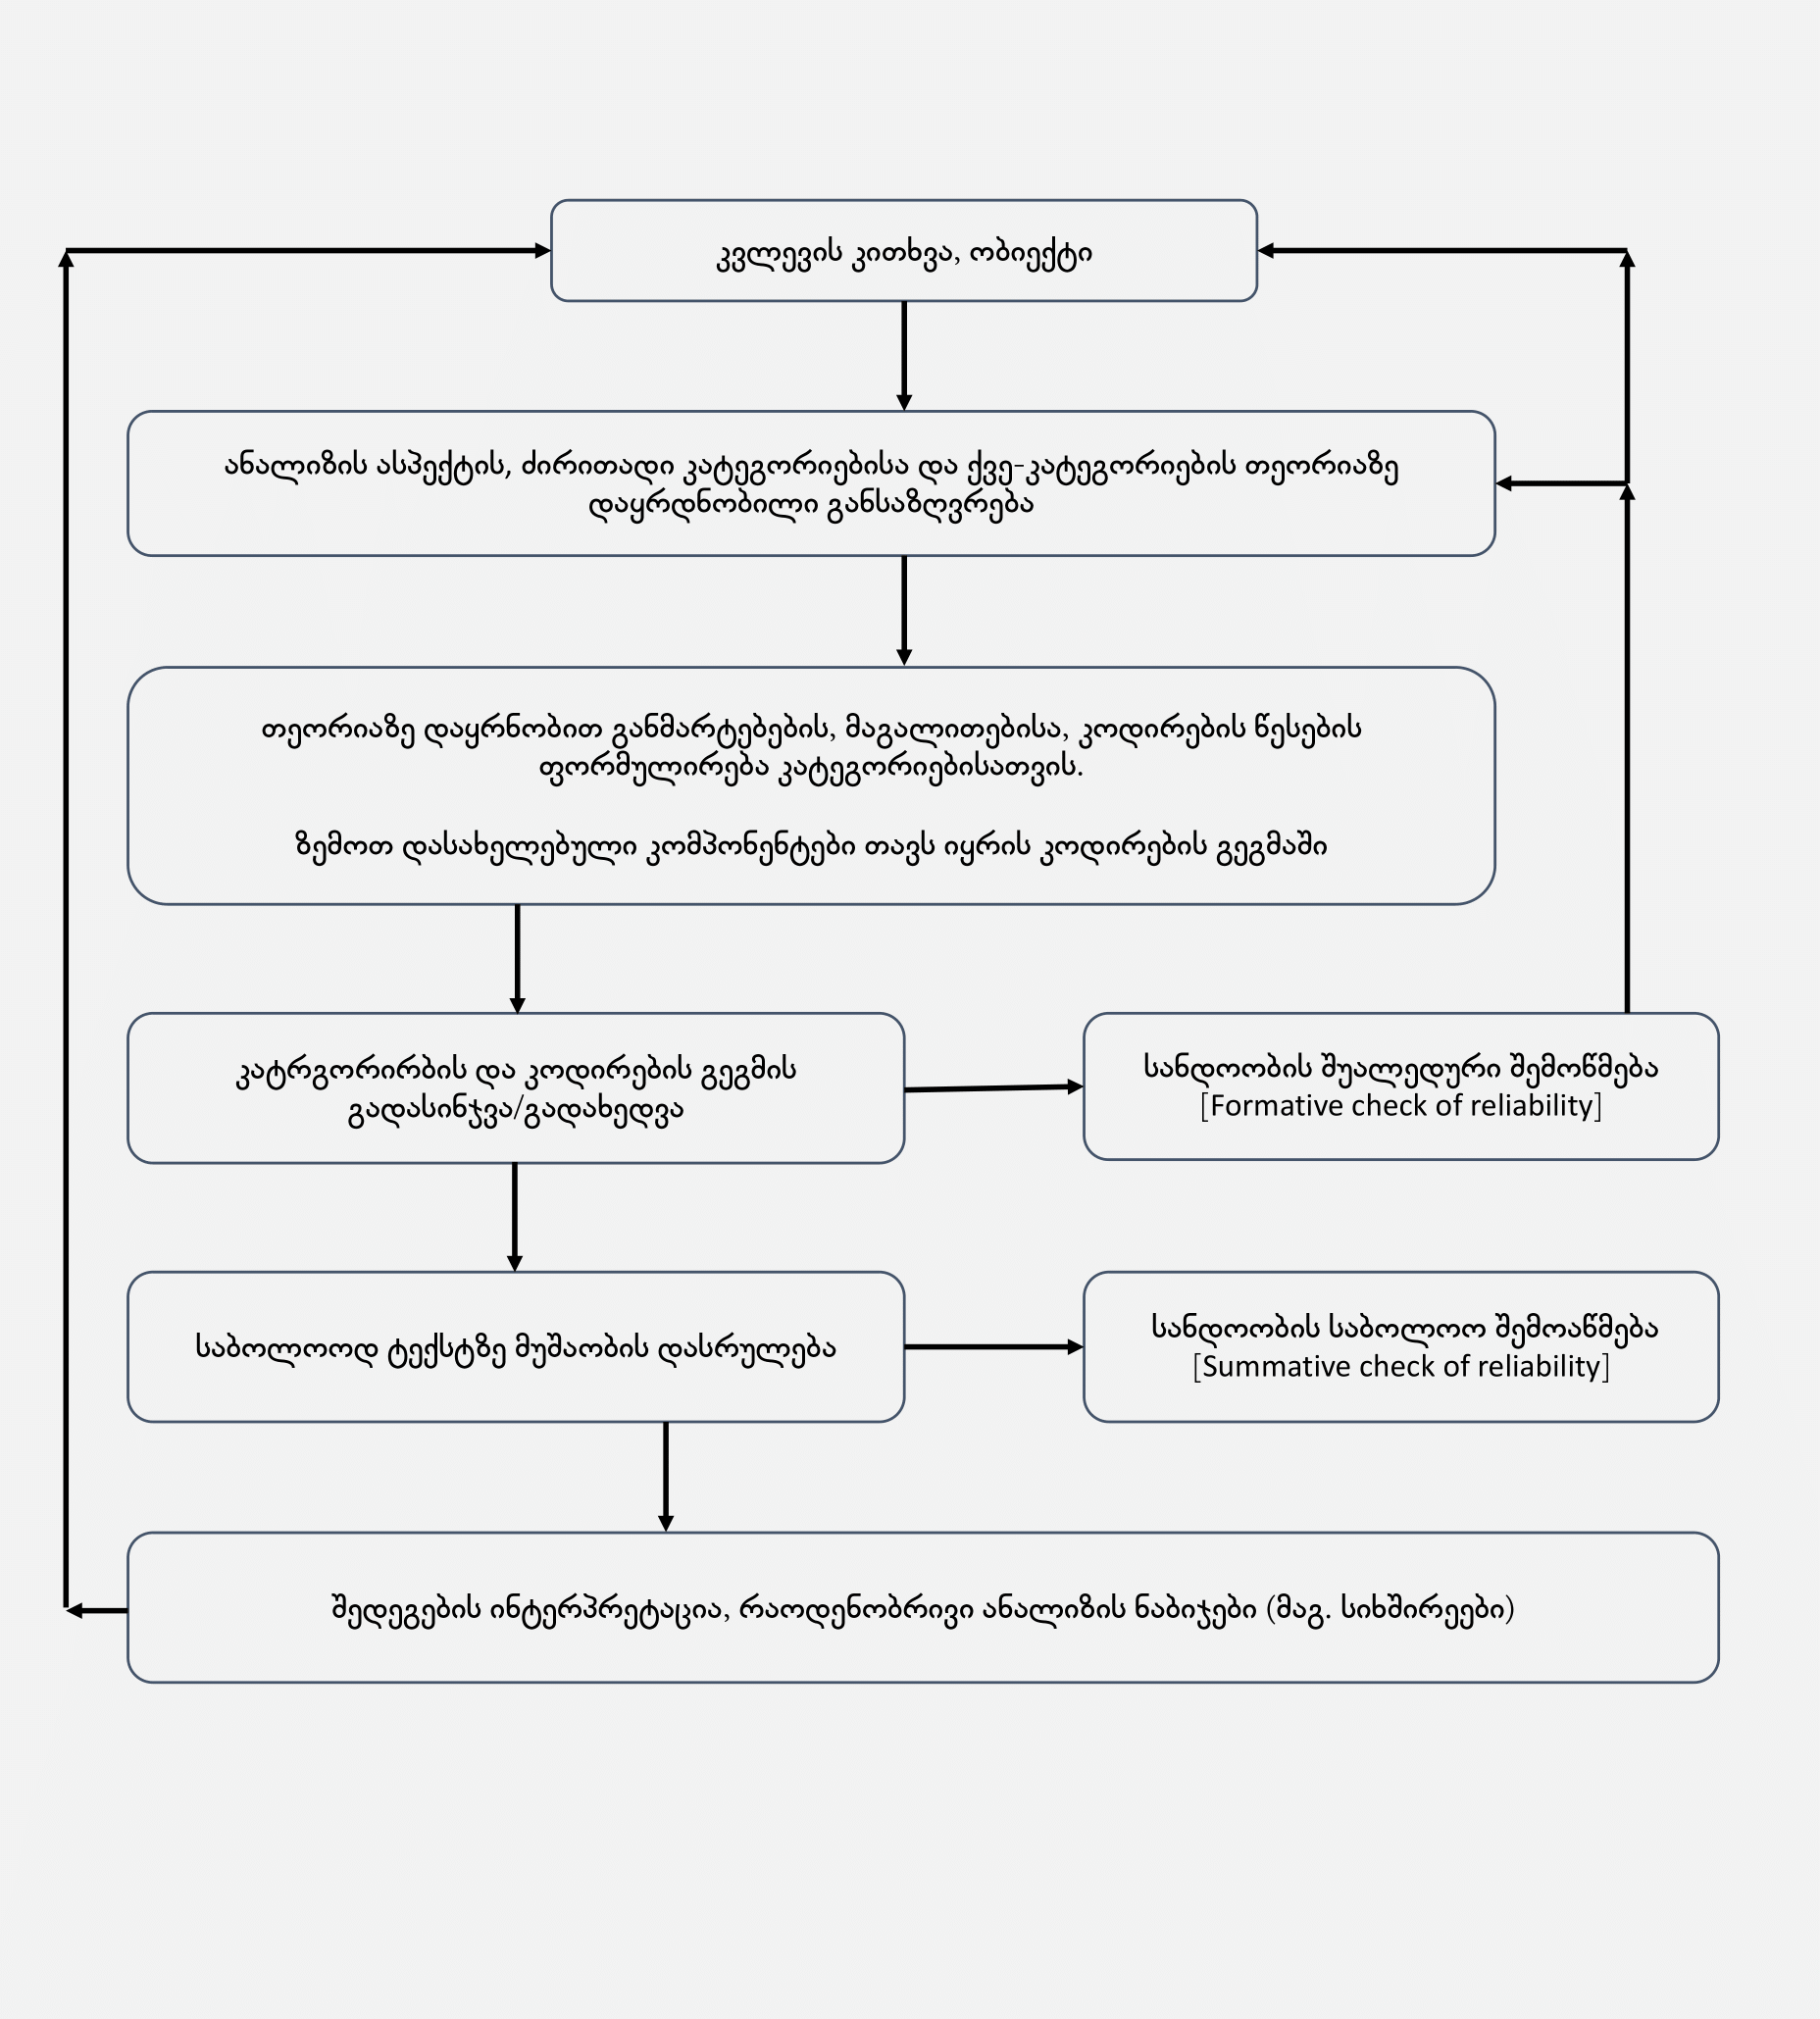 კვლევის კითხვა, ობიექტი
ანალიზის ასპექტის, ძირითადი კატეგორიებისა და ქვე-კატეგორიების თეორიაზე
დაყრდნობილი განსაზღვრება
თეორიაზე დაყრნობით განმარტებების, მაგალითებისა, კოდირების წესების
ფორმულირება კატეგორიებისათვის.
ზემოთ დასახელებული კომპონენტები თავს იყრის კოდირების გეგმაში
კატრგორირბის და კოდირების გეგმის
გადასინჯვა/გადახედვა
სანდოობის შუალედური შემოწმება
[Formative check of reliability]
საბოლოოდ ტექსტზე მუშაობის დასრულება
სანდოობის საბოლოო შემოაწმება
[Summative check of reliability]
შედეგების ინტერპრეტაცია, რაოდენობრივი ანალიზის ნაბიჯები (მაგ. სიხშირეები)